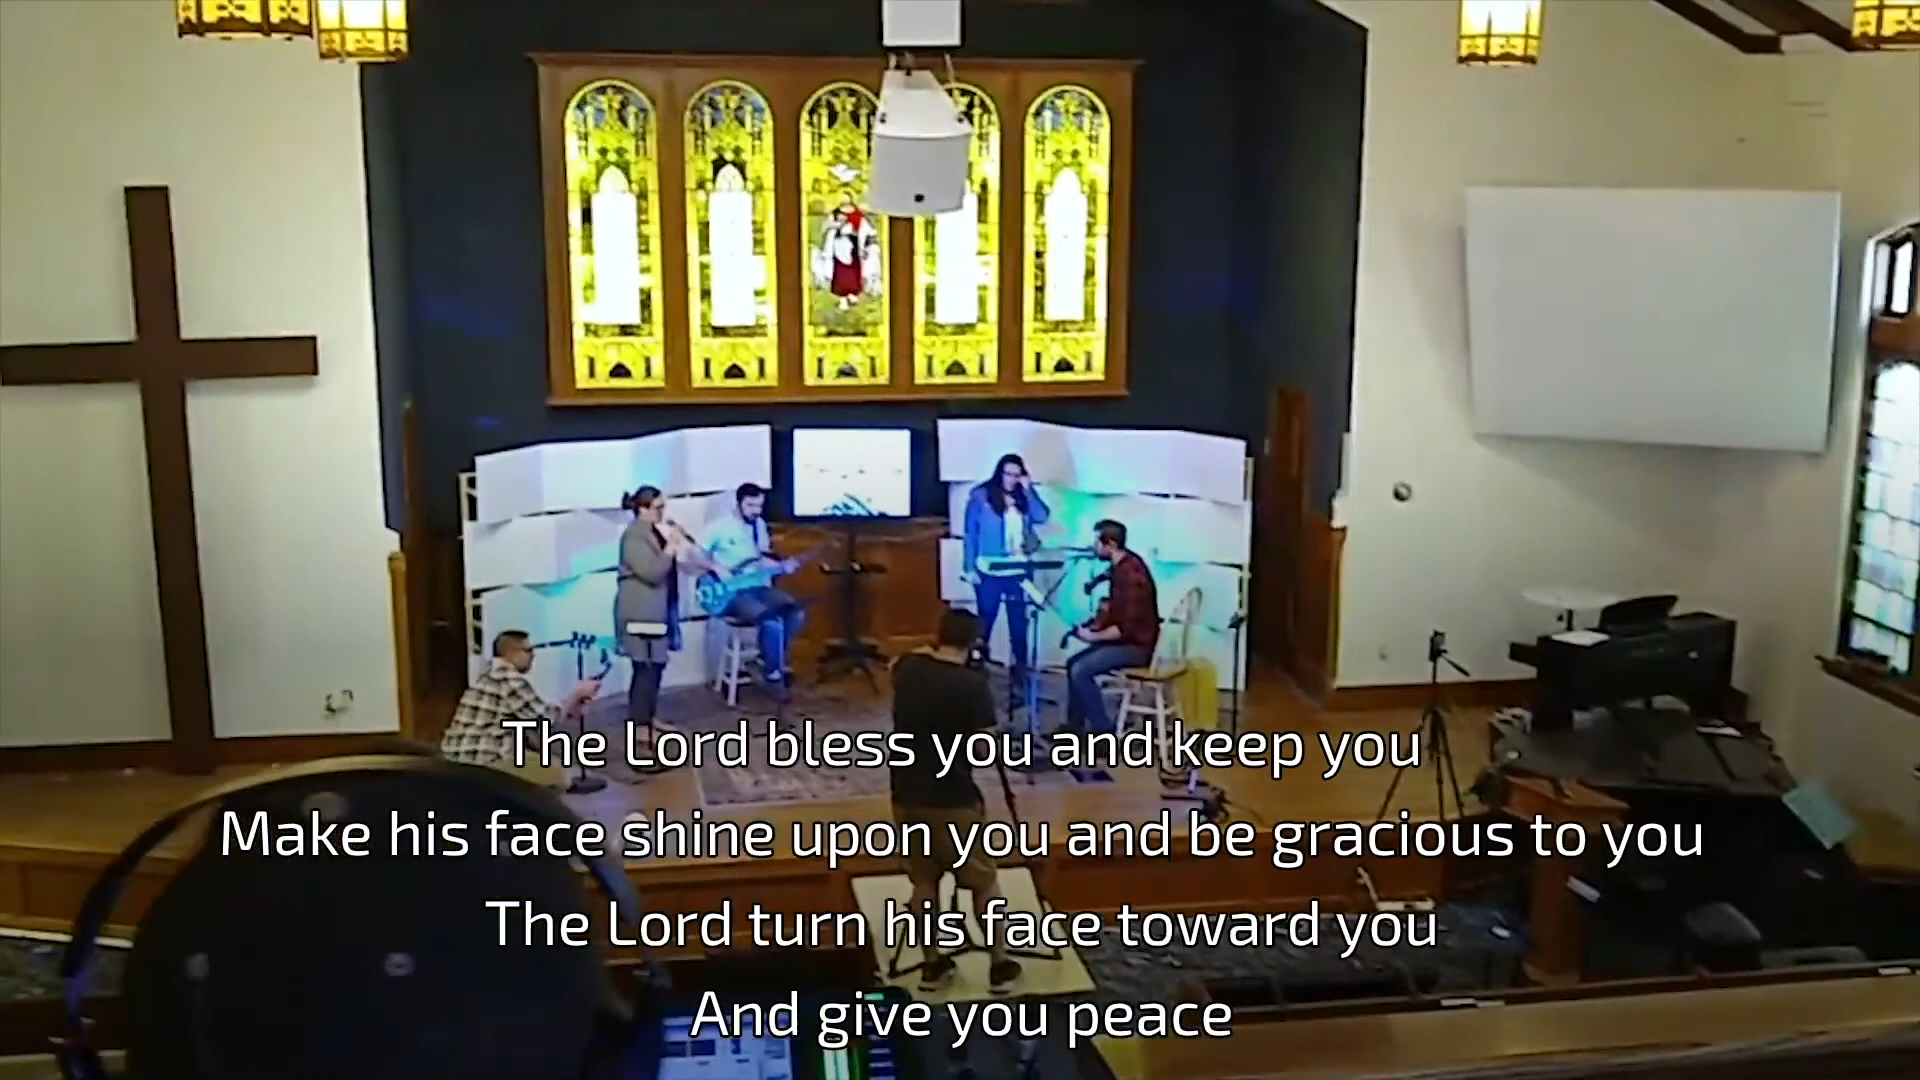 The Lord bless you and keep you
Make his face shine upon you and be gracious to you
The Lord turn his face toward you
And give you peace